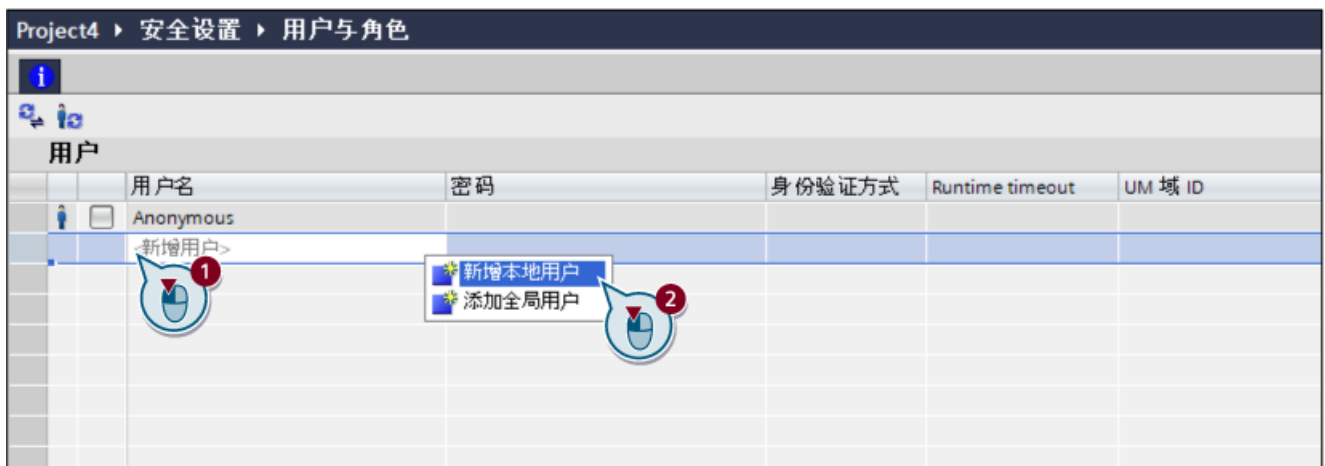 Project4 ▸ 安全设置 ▸ 用户与角色
i
用户
用户名 密码 身份验证方式 Runtime timeout UM 域 ID
Anonymous
<新增用户>
1
新增本地用户
添加全局用户 2